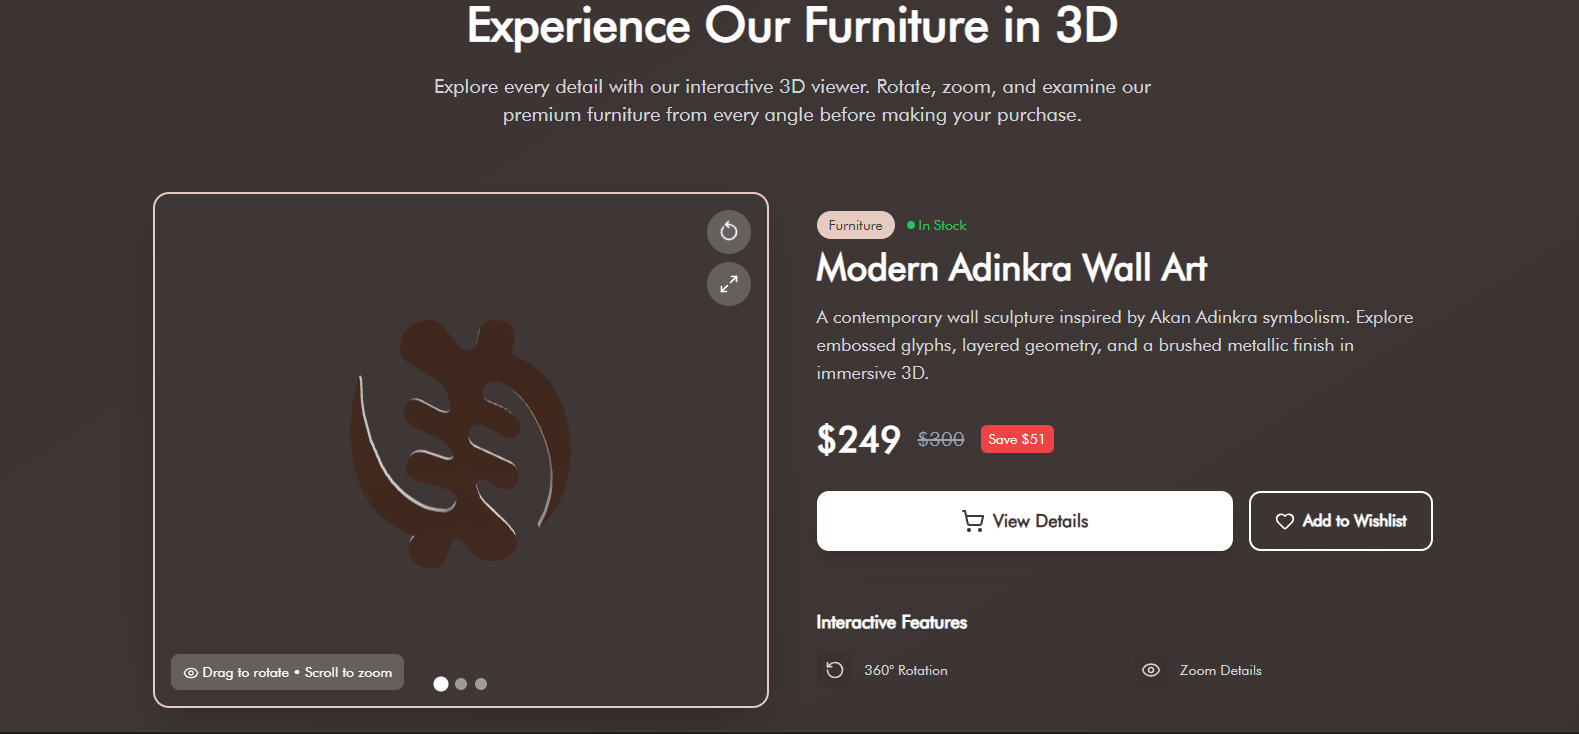 Experience Our Furniture in 3D
Explore every detail with our interactive 3D viewer. Rotate, zoom, and examine our
premium furniture from every angle before making your purchase.
Furniture
In Stock
Modern Adinkra Wall Art
A contemporary wall sculpture inspired by Akan Adinkra symbolism. Explore
embossed glyphs, layered geometry, and a brushed metallic finish in
immersive 3D.
$249 $300 Save $51
View Details
Add to Wishlist
Interactive Features
360° Rotation
Zoom Details
Drag to rotate • Scroll to zoom